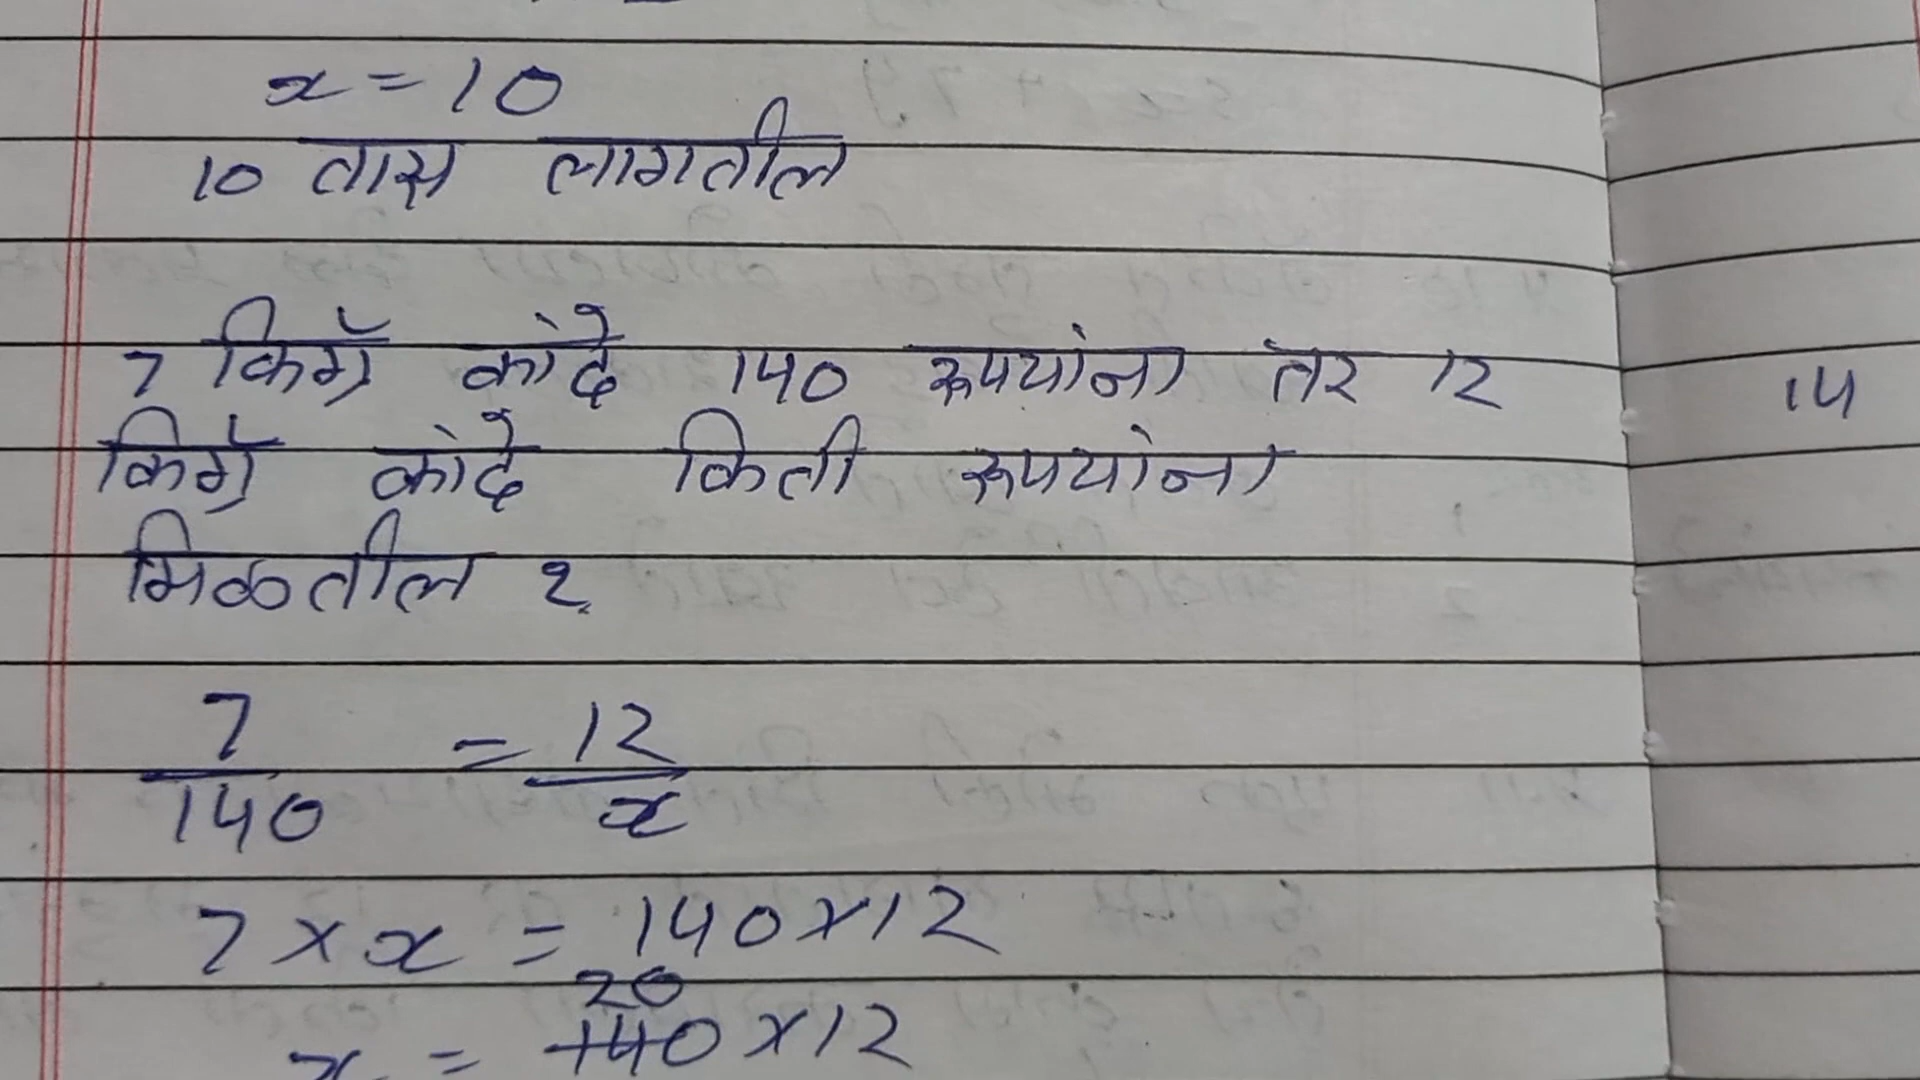 x = 10
10 तास लागतील
7 किग्रॅ कांदे 140 रूपयांना तर 12
किग्रॅ कांदे किती रूपयांना
मिळतील ?
7/140 = 12/x
7 × x = 140 × 12
20
x = 140 × 12
14